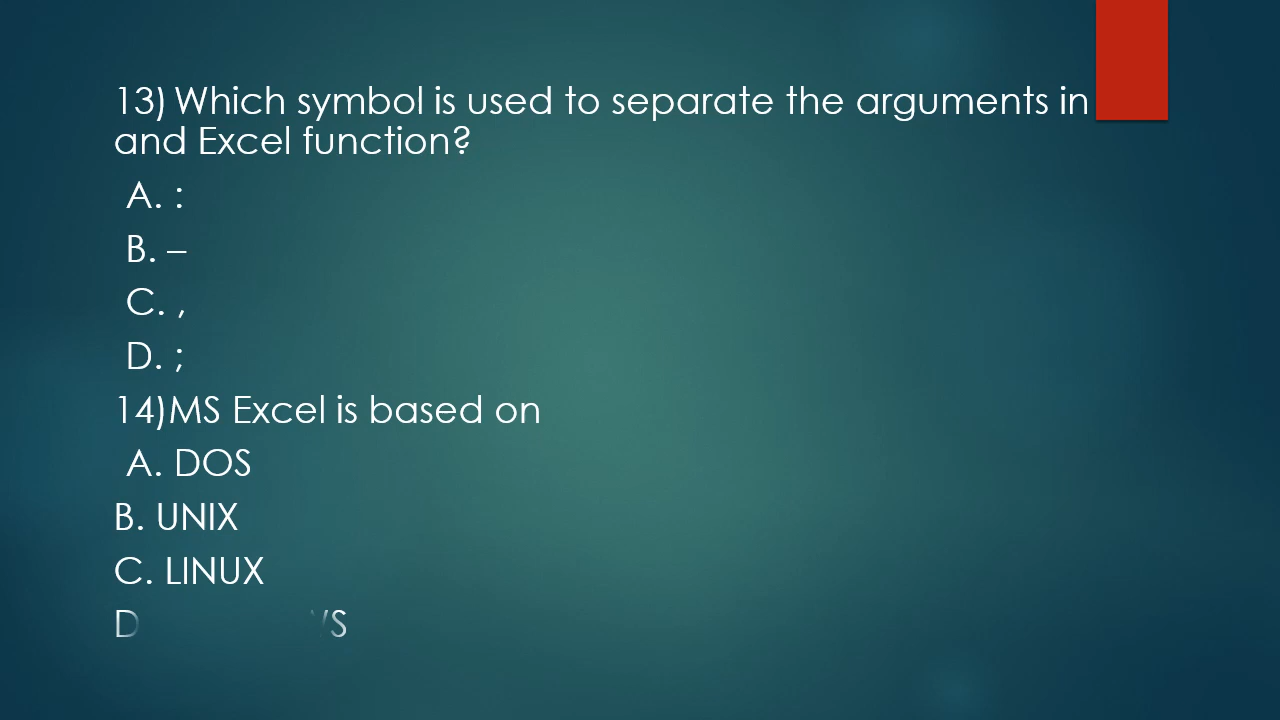 13) Which symbol is used to separate the arguments in
and Excel function?
A. :
B. –
C. ,
D. ;
14)MS Excel is based on
A. DOS
B. UNIX
C. LINUX
D